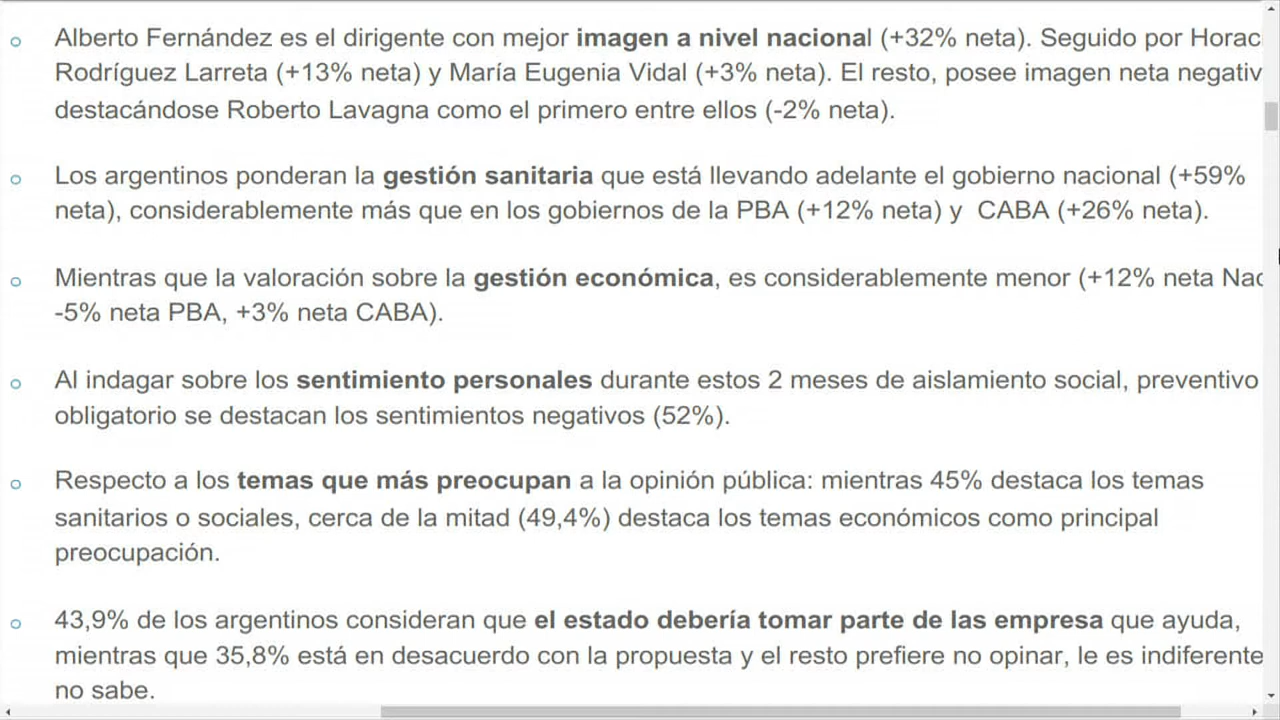 Alberto Fernández es el dirigente con mejor imagen a nivel nacional (+32% neta). Seguido por
Rodríguez Larreta (+13% neta) y María Eugenia Vidal (+3% neta). El resto, posee imagen neta
destacándose Roberto Lavagna como el primero entre ellos (-2% neta).
Los argentinos ponderan la gestión sanitaria que está llevando adelante el gobierno nacional (+59%
neta), considerablemente más que en los gobiernos de la PBA (+12% neta) y CABA (+26% neta).
Mientras que la valoración sobre la gestión económica, es considerablemente menor (+12% neta
-5% neta PBA, +3% neta CABA).
Al indagar sobre los sentimiento personales durante estos 2 meses de aislamiento social, preventivo
obligatorio se destacan los sentimientos negativos (52%).
Respecto a los temas que más preocupan a la opinión pública: mientras 45% destaca los temas
sanitarios o sociales, cerca de la mitad (49,4%) destaca los temas económicos como principal
preocupación.
43,9% de los argentinos consideran que el estado debería tomar parte de las empresa que ayuda,
mientras que 35,8% está en desacuerdo con la propuesta y el resto prefiere no opinar, le es indiferente
no sabe.